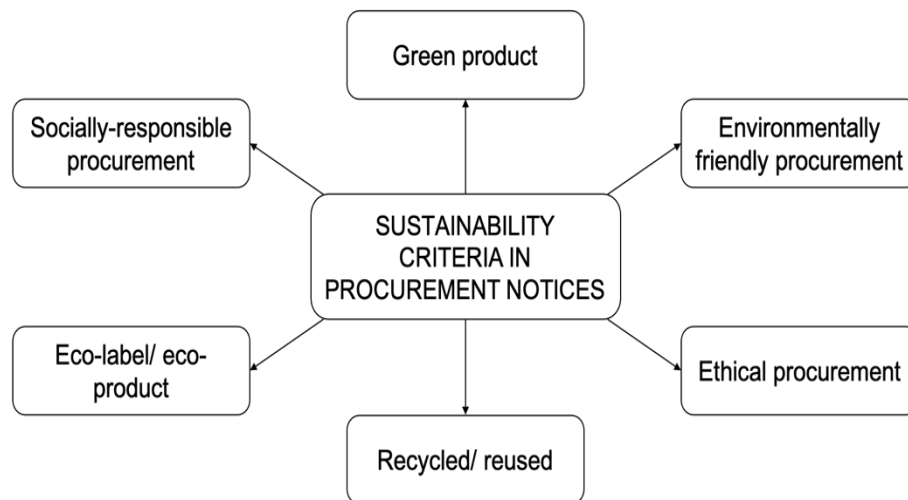 Green product
Socially-responsible
procurement
Environmentally
friendly procurement
SUSTAINABILITY
CRITERIA IN
PROCUREMENT NOTICES
Eco-label/ eco-
product
Ethical procurement
Recycled/ reused